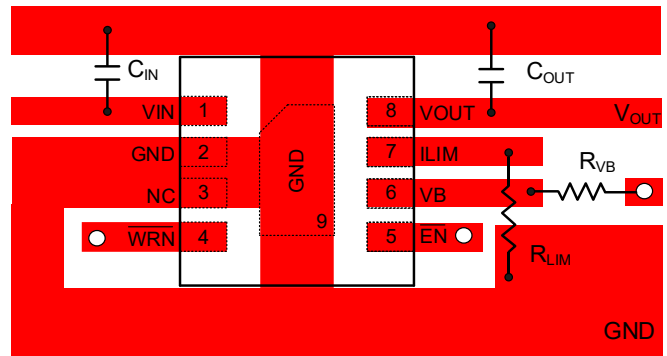 CIN
COUT
VIN 1
8 VOUT
VOUT
GND 2
7 ILIM
GND
RVB
NC 3
6 VB
9
WRN 4
5 EN
RLIM
GND